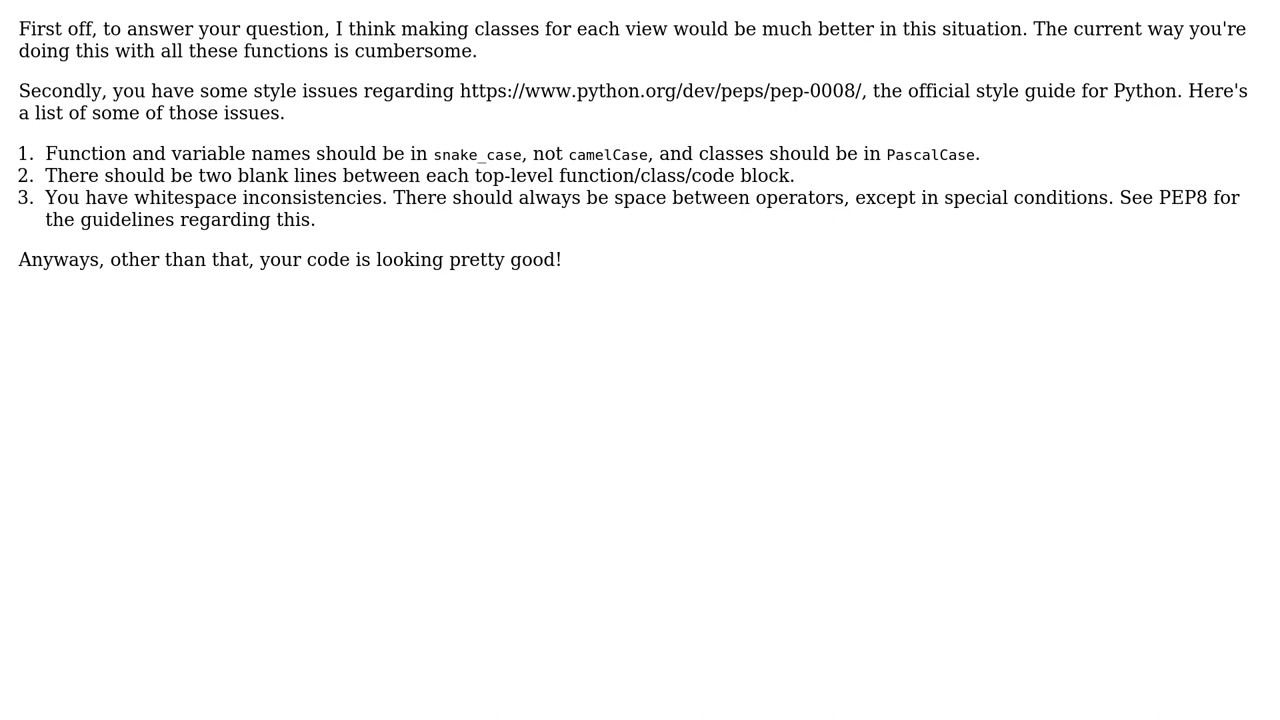 First off, to answer your question, I think making classes for each view would be much better in this situation. The current way you're
doing this with all these functions is cumbersome.
Secondly, you have some style issues regarding https://www.python.org/dev/peps/pep-0008/, the official style guide for Python. Here's
a list of some of those issues.
1. Function and variable names should be in snake_case, not camelCase, and classes should be in PascalCase.
2. There should be two blank lines between each top-level function/class/code block.
3. You have whitespace inconsistencies. There should always be space between operators, except in special conditions. See PEP8 for
the guidelines regarding this.
Anyways, other than that, your code is looking pretty good!